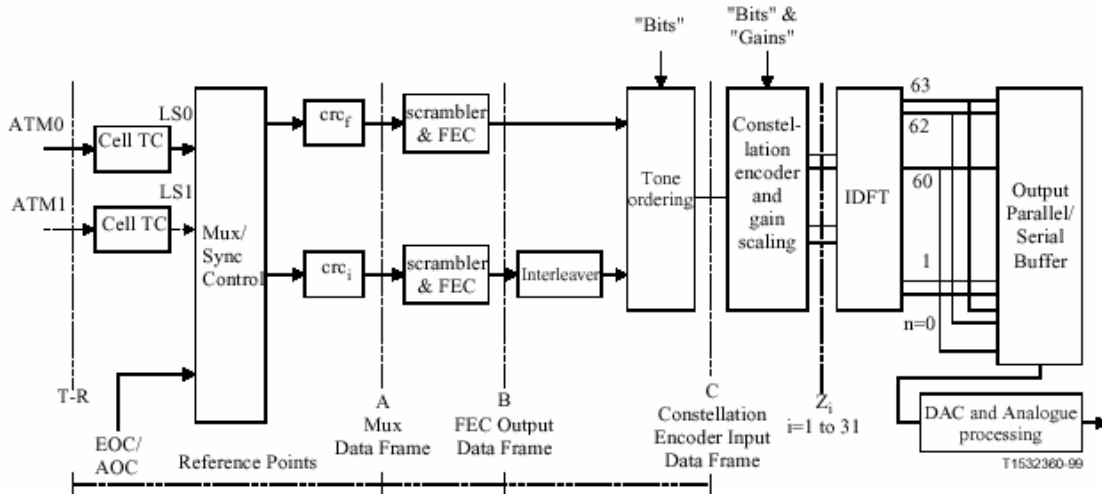 "Bits"
"Bits" &
"Gains"
ATM0
LS0
Cell TC
ATM1
LS1
Cell TC
Mux/
Sync
Control
crcf
scrambler
& FEC
crci
scrambler
& FEC
Interleaver
Tone
ordering
Constel-
lation
encoder
and
gain
scaling
IDFT
63
62
60
1
n=0
Output
Parallel/
Serial
Buffer
T-R
EOC/
AOC
Reference Points
A
Mux
Data Frame
B
FEC Output
Data Frame
C
Constellation
Encoder Input
Data Frame
Zi
i=1 to 31
DAC and Analogue
processing
T1532360-99